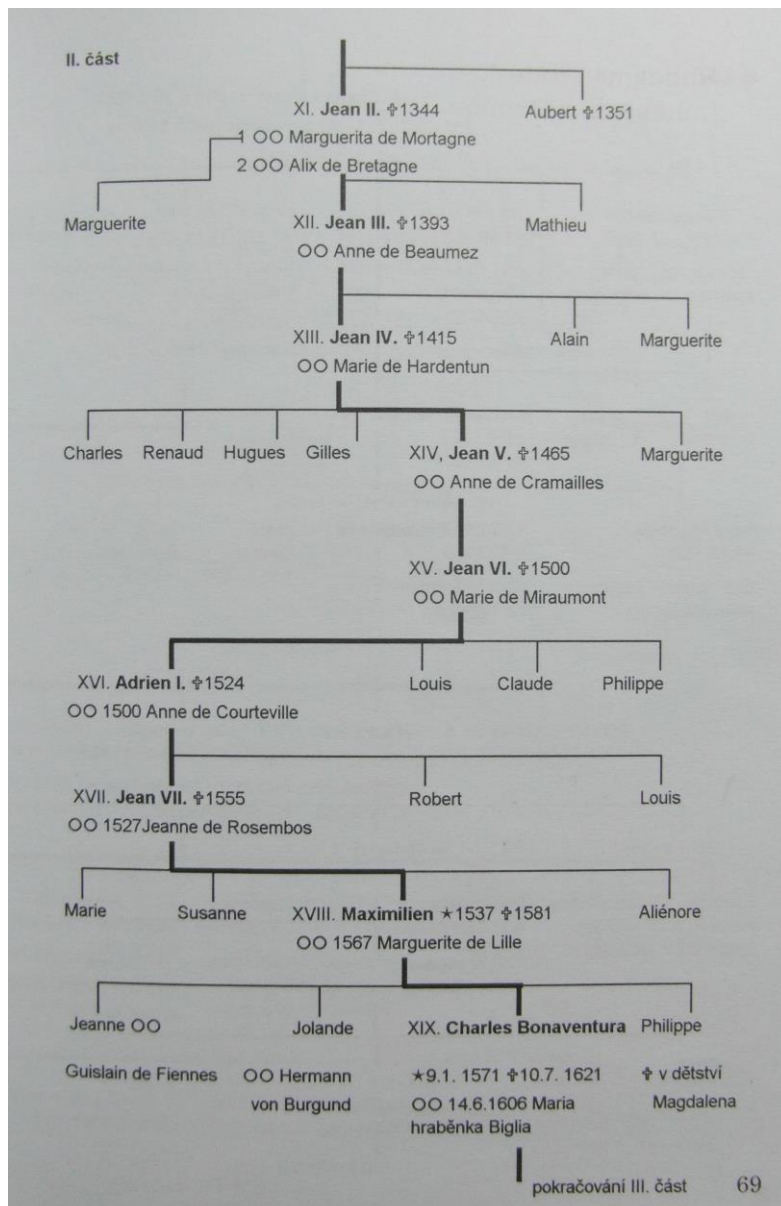 II. část
XI. Jean II. ✞1344
Aubert ✞1351
1 OO Marguerita de Mortagne
2 OO Alix de Bretagne
Marguerite
XII. Jean III. ✞1393
Mathieu
OO Anne de Beaumez
XIII. Jean IV. ✞1415
Alain
Marguerite
OO Marie de Hardentun
Charles
Renaud
Hugues
Gilles
XIV, Jean V. ✞1465
Marguerite
OO Anne de Cramailles
XV. Jean VI. ✞1500
OO Marie de Miraumont
XVI. Adrien I. ✞1524
Louis
Claude
Philippe
OO 1500 Anne de Courteville
XVII. Jean VII. ✞1555
Robert
Louis
OO 1527Jeanne de Rosembos
Marie
Susanne
XVIII. Maximilien ★1537 ✞1581
Aliénore
OO 1567 Marguerite de Lille
Jeanne OO
Jolande
XIX. Charles Bonaventura
Philippe
Guislain de Fiennes
OO Hermann
von Burgund
★9.1. 1571 ✞10.7. 1621
OO 14.6.1606 Maria
hraběnka Biglia
✞ v dětství
Magdalena
pokračování III. část
69